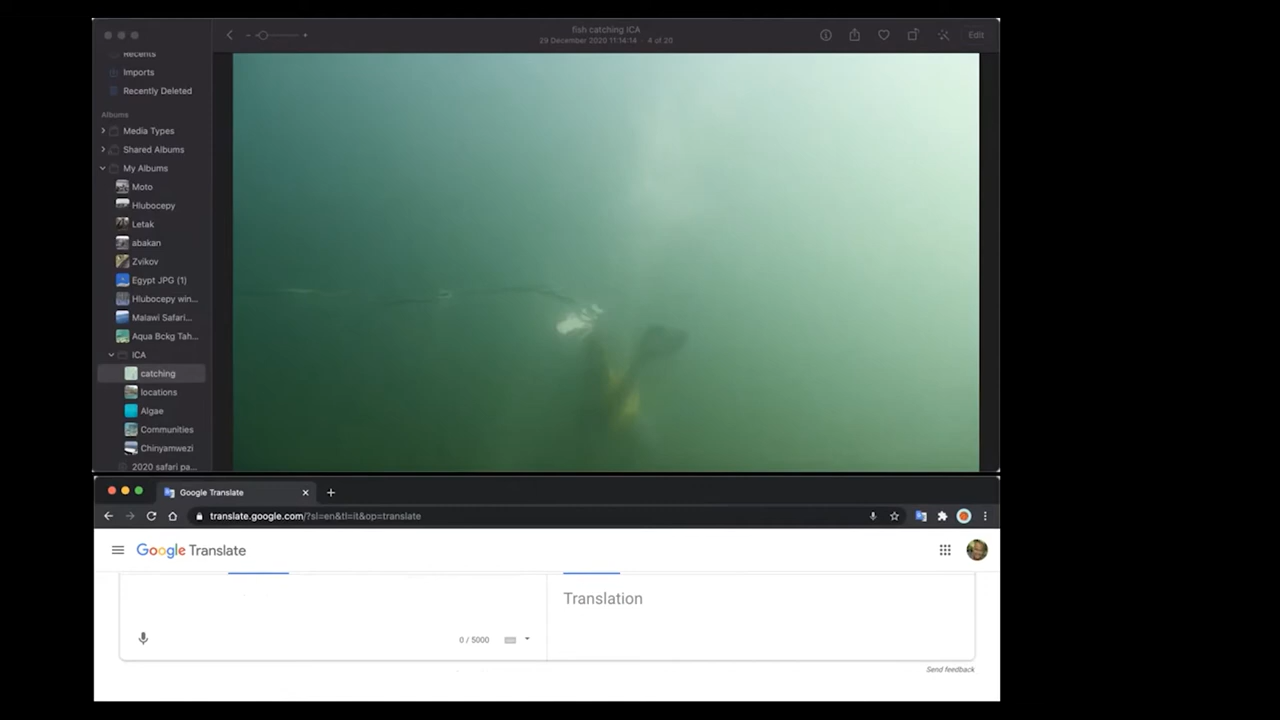 fish catching ICA
29 December 2020 11:14:14 - 4 of 20
Edit
Recents
Imports
Recently Deleted
Albums
Media Types
Shared Albums
My Albums
Moto
Hlubocepy
Letak
abakan
Zvikov
Egypt JPG (1)
Hlubocepy win...
Malawi Safari...
Aqua Bckg Tah...
ICA
catching
locations
Algae
Communities
Chinyamwezi
2020 safari pa...
Google Translate
translate.google.com/?sl=en&tl=it&op=translate
Google Translate
Translation
0 / 5000
Send feedback